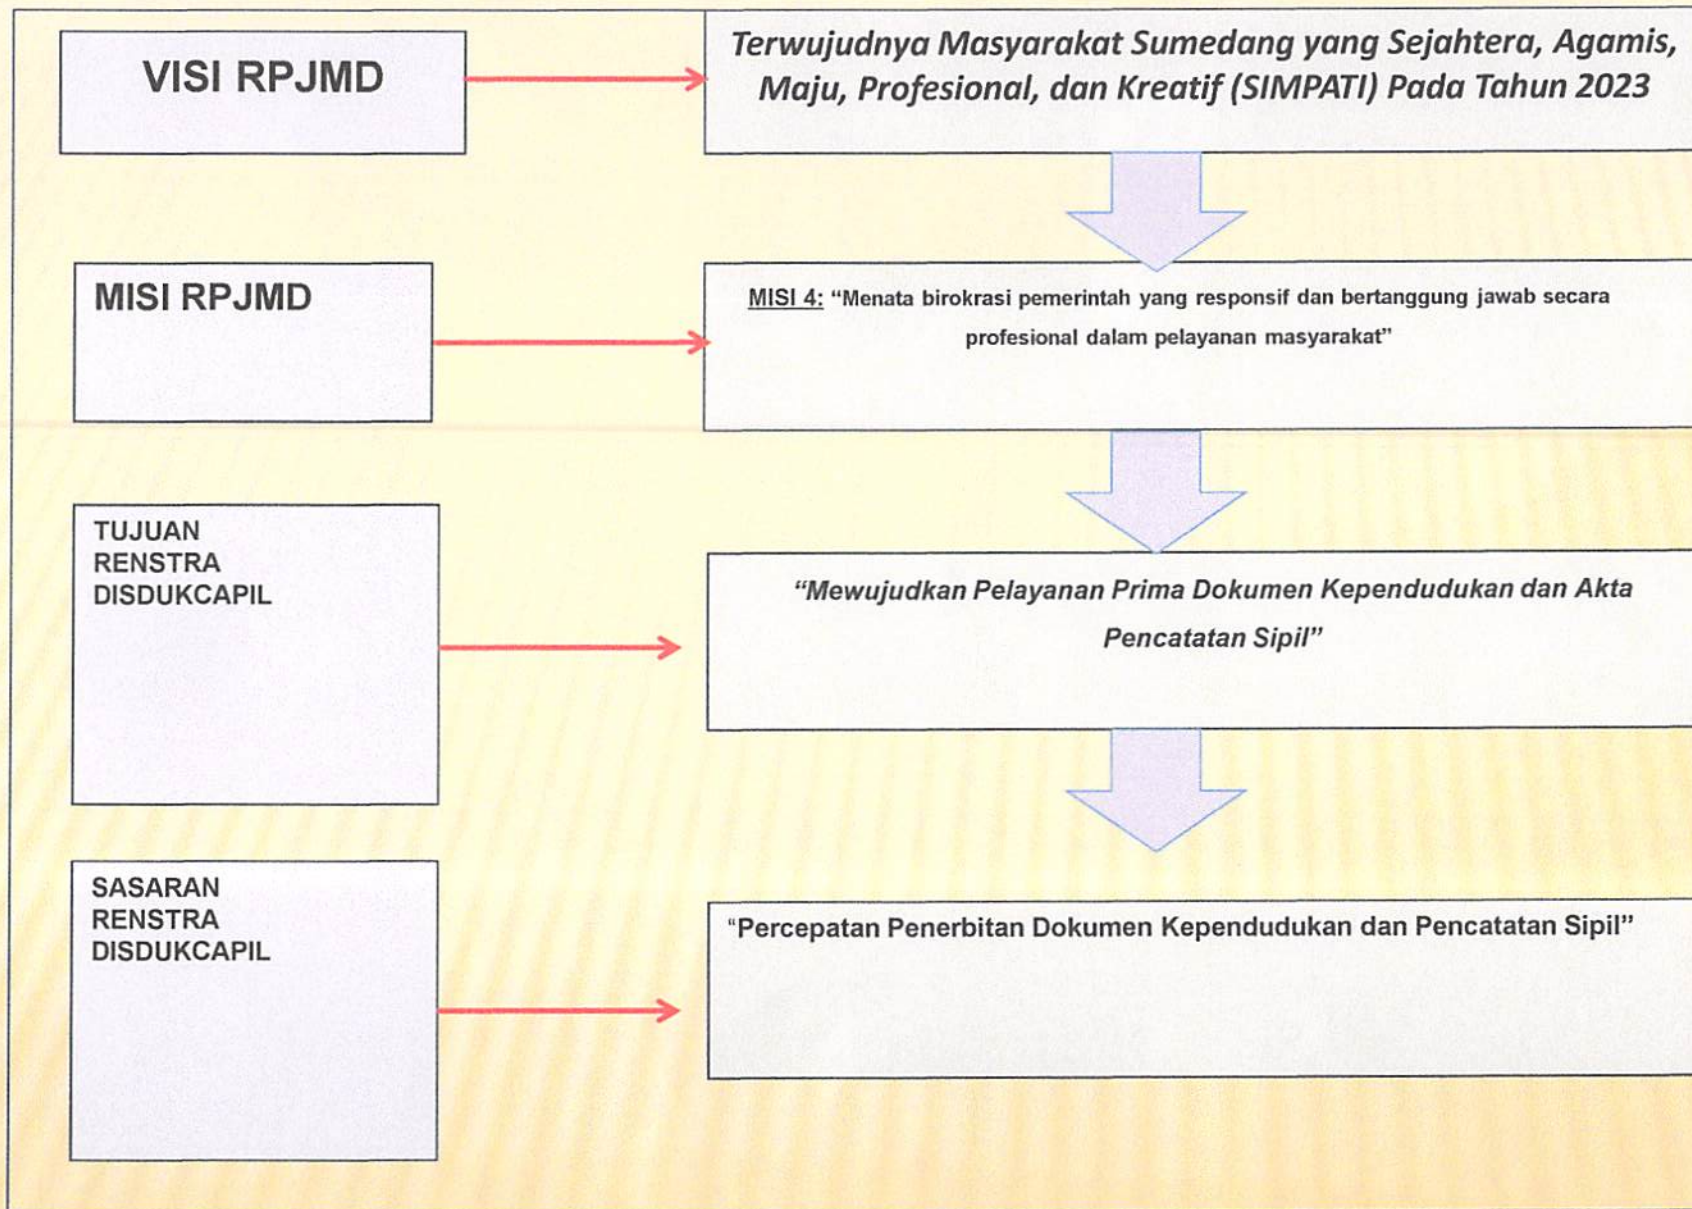 VISI RPJMD
Terwujudnya Masyarakat Sumedang yang Sejahtera, Agamis,
Maju, Profesional, dan Kreatif (SIMPATI) Pada Tahun 2023
MISI RPJMD
MISI 4: “Menata birokrasi pemerintah yang responsif dan bertanggung jawab secara
profesional dalam pelayanan masyarakat”
TUJUAN
RENSTRA
DISDUKCAPIL
“Mewujudkan Pelayanan Prima Dokumen Kependudukan dan Akta
Pencatatan Sipil”
SASARAN
RENSTRA
DISDUKCAPIL
“Percepatan Penerbitan Dokumen Kependudukan dan Pencatatan Sipil”